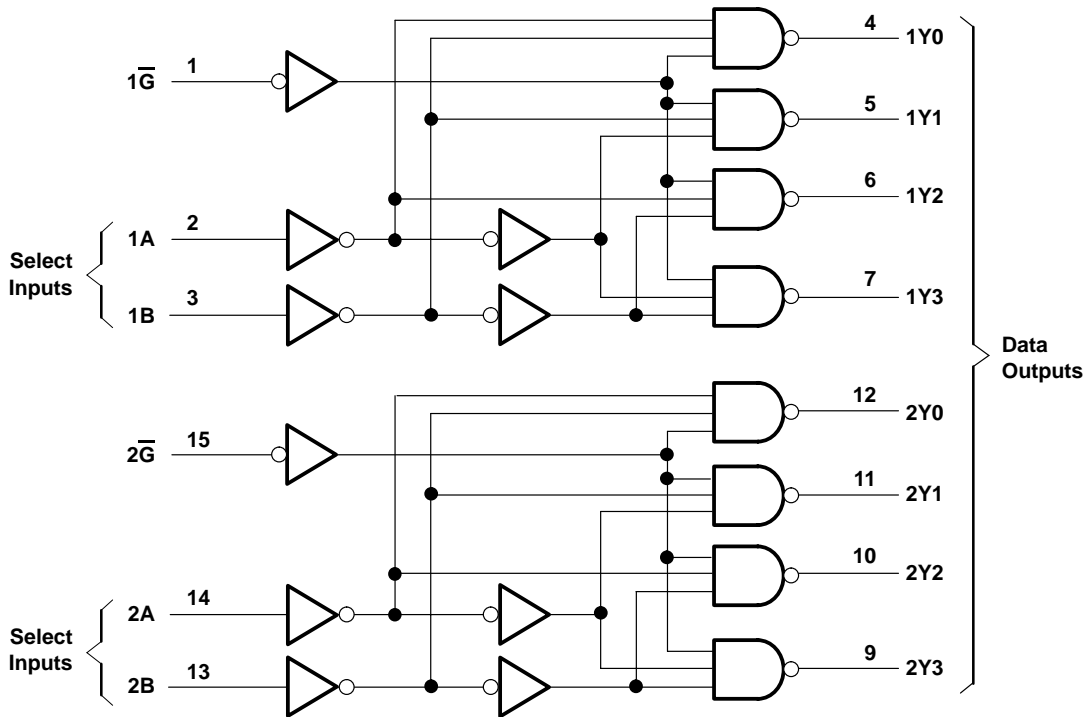 4
1Y0
1G̅
1
5
1Y1
6
1Y2
Select
Inputs
1A
2
1B
3
7
1Y3
Data
Outputs
12
2Y0
2G̅
15
11
2Y1
10
2Y2
Select
Inputs
2A
14
2B
13
9
2Y3